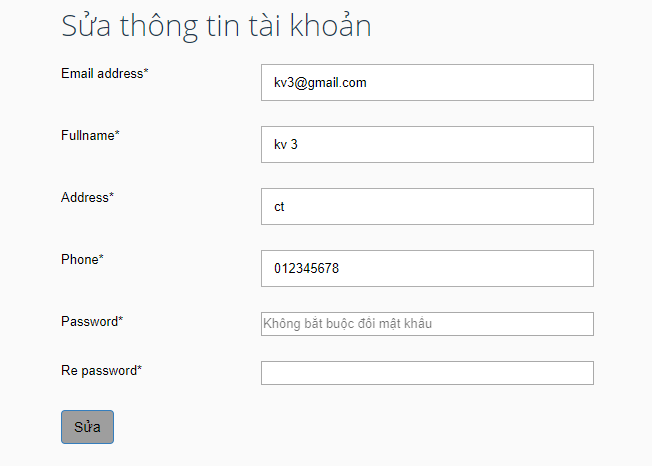 Sửa thông tin tài khoản
Email address*
kv3@gmail.com
Fullname*
kv 3
Address*
ct
Phone*
012345678
Password*
Không bắt buộc đổi mật khẩu
Re password*
Sửa